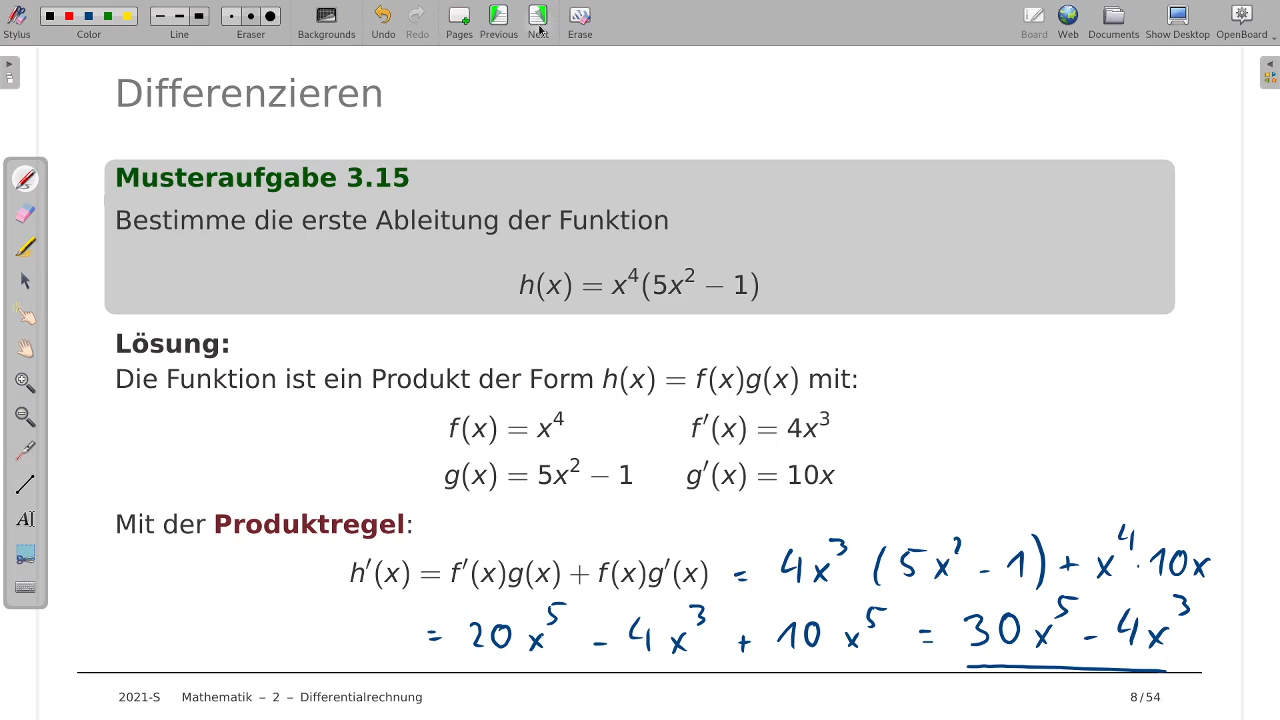 Stylus Color Line Eraser Backgrounds Undo Redo Pages Previous Next Erase Board Web Documents Show Desktop OpenBoard
Differenzieren
Musteraufgabe 3.15
Bestimme die erste Ableitung der Funktion
h(x) = x⁴(5x² − 1)
Lösung:
Die Funktion ist ein Produkt der Form h(x) = f(x)g(x) mit:
f(x) = x⁴ f′(x) = 4x³
g(x) = 5x² − 1 g′(x) = 10x
Mit der Produktregel:
h′(x) = f′(x)g(x) + f(x)g′(x) = 4x³ (5x² - 1) + x⁴ · 10x
= 20x⁵ - 4x³ + 10x⁵ = 30x⁵ - 4x³
2021-S Mathematik – 2 – Differentialrechnung 8/54